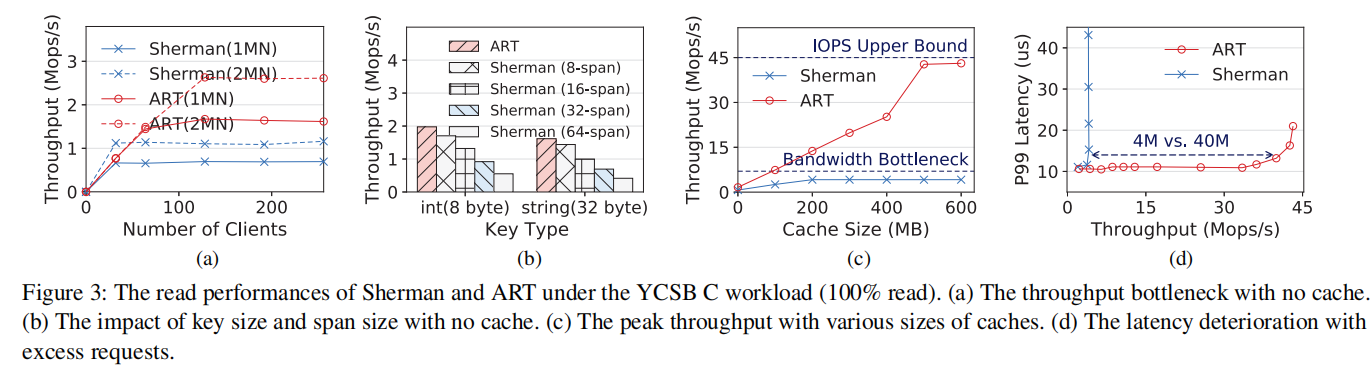 Throughput (Mops/s)
3
2
1
0
Sherman(1MN)
Sherman(2MN)
ART(1MN)
ART(2MN)
0 100 200
Number of Clients
(a)
Throughput (Mops/s)
4
3
2
1
0
ART
Sherman (8-span)
Sherman (16-span)
Sherman (32-span)
Sherman (64-span)
int(8 byte) string(32 byte)
Key Type
(b)
Throughput (Mops/s)
45
30
15
0
IOPS Upper Bound
Sherman
ART
Bandwidth Bottleneck
0 200 400 600
Cache Size (MB)
(c)
P99 Latency (us)
40
30
20
10
ART
Sherman
4M vs. 40M
0 15 30 45
Throughput (Mops/s)
(d)
Figure 3: The read performances of Sherman and ART under the YCSB C workload (100% read). (a) The throughput bottleneck with no cache.
(b) The impact of key size and span size with no cache. (c) The peak throughput with various sizes of caches. (d) The latency deterioration with
excess requests.